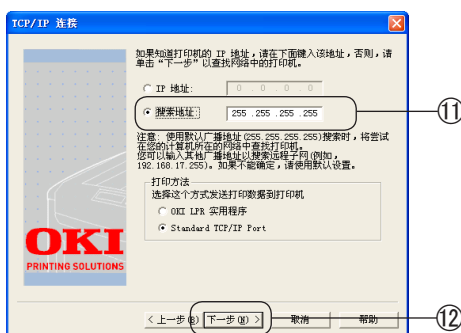 TCP/IP 连接
如果知道打印机的 IP 地址，请在下面键入该地址，否则，请
单击“下一步”以查找网络中的打印机。
IP 地址:
0 . 0 . 0 . 0
搜索地址:
255 . 255 . 255 . 255
⑪
注意: 使用默认广播地址(255.255.255.255)搜索时，将尝试
在您的计算机所在的网络中查找打印机。
您可以输入其他广播地址以搜索远程子网(例如，
192.168.17.255)。如果不能确定，请使用默认设置。
打印方法
选择这个方式发送打印数据到打印机
OKI LPR 实用程序
Standard TCP/IP Port
OKI
PRINTING SOLUTIONS
< 上一步(B)
下一步(N) >
取消
帮助
⑫